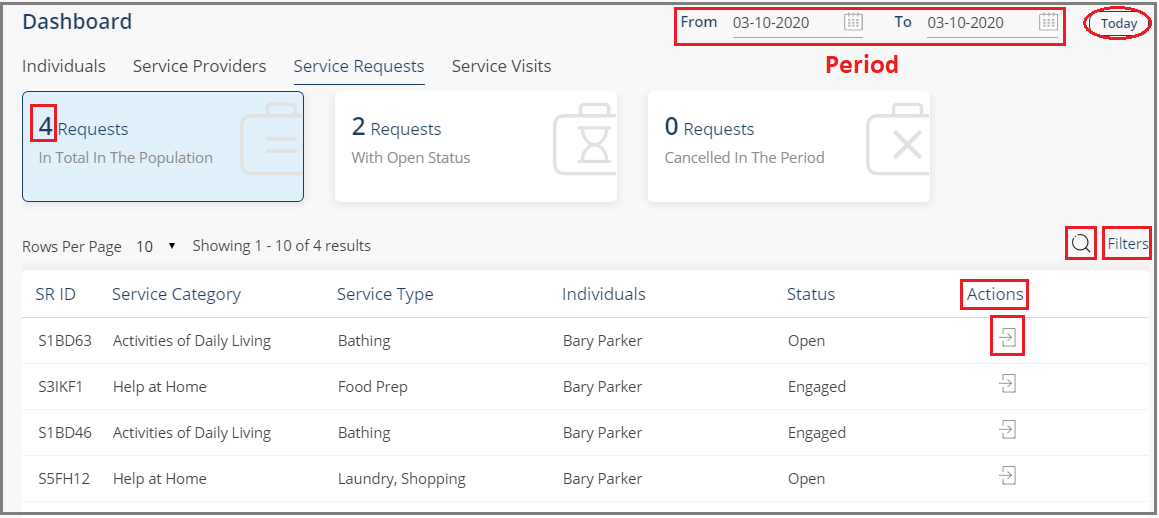 Dashboard
From 03-10-2020 To 03-10-2020 Today
Period
Individuals Service Providers Service Requests Service Visits
4 Requests
In Total In The Population
2 Requests
With Open Status
0 Requests
Cancelled In The Period
Rows Per Page 10 Showing 1 - 10 of 4 results Filters
SR ID Service Category Service Type Individuals Status Actions
S1BD63 Activities of Daily Living Bathing Bary Parker Open
S3IKF1 Help at Home Food Prep Bary Parker Engaged
S1BD46 Activities of Daily Living Bathing Bary Parker Engaged
S5FH12 Help at Home Laundry, Shopping Bary Parker Open